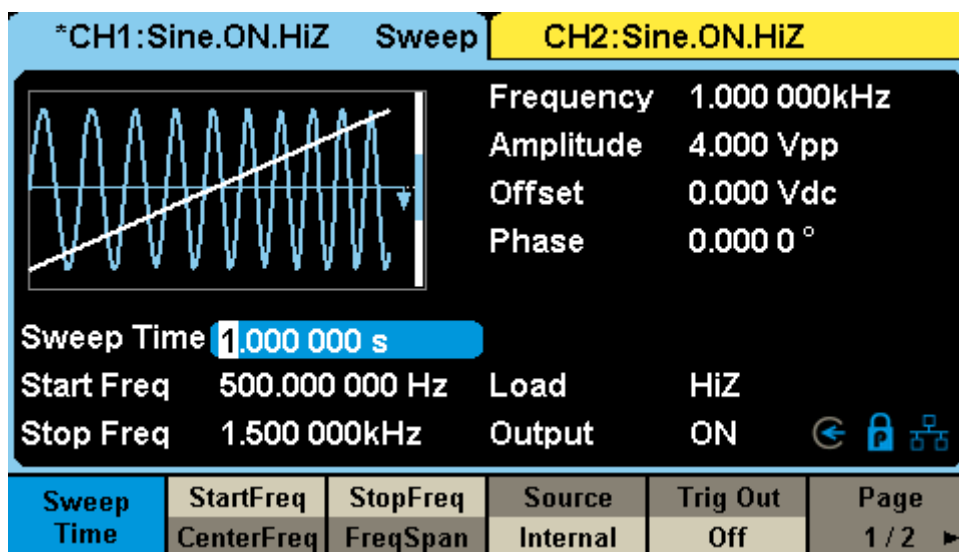 *CH1:Sine.ON.HiZ Sweep CH2:Sine.ON.HiZ
Frequency 1.000 000kHz
Amplitude 4.000 Vpp
Offset 0.000 Vdc
Phase 0.000 0 °
Sweep Time 1.000 000 s
Start Freq 500.000 000 Hz Load HiZ
Stop Freq 1.500 000kHz Output ON P
Sweep Time StartFreq StopFreq Source Trig Out Page
CenterFreq FreqSpan Internal Off 1/2 ►